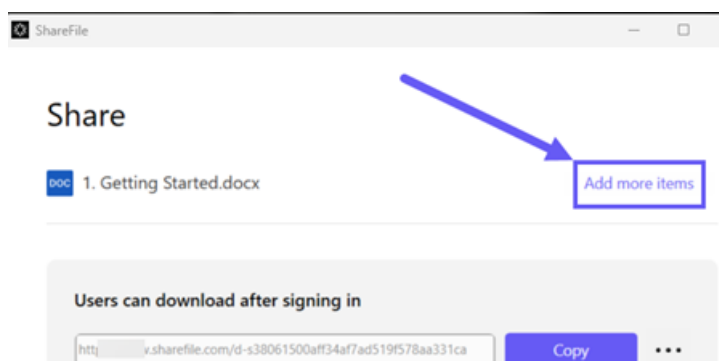 ShareFile
Share
DOC 1. Getting Started.docx
Add more items
Users can download after signing in
v.sharefile.com/d-s38061500aff34af7ad519f578aa331ca
Copy